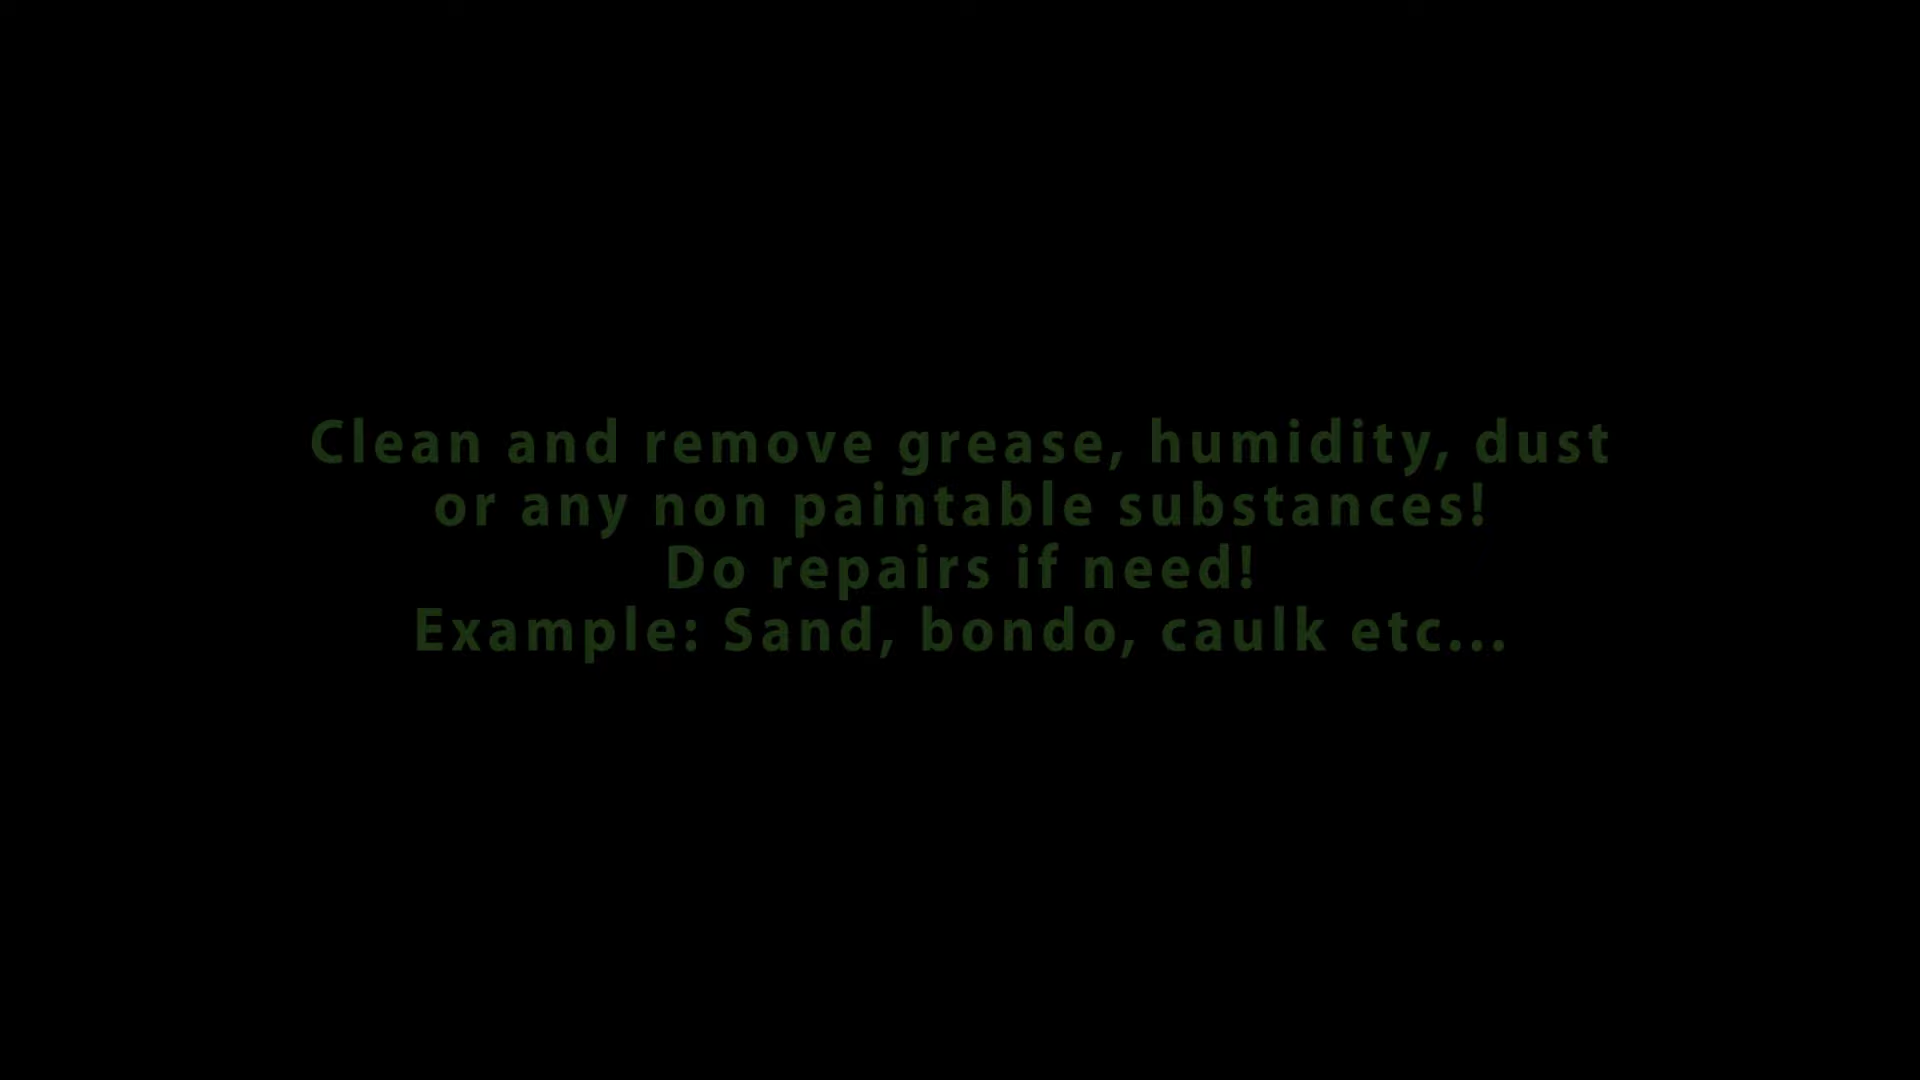 Clean and remove grease, humidity, dust
or any non paintable substances!
Do repairs if need!
Example: Sand, bondo, caulk etc...